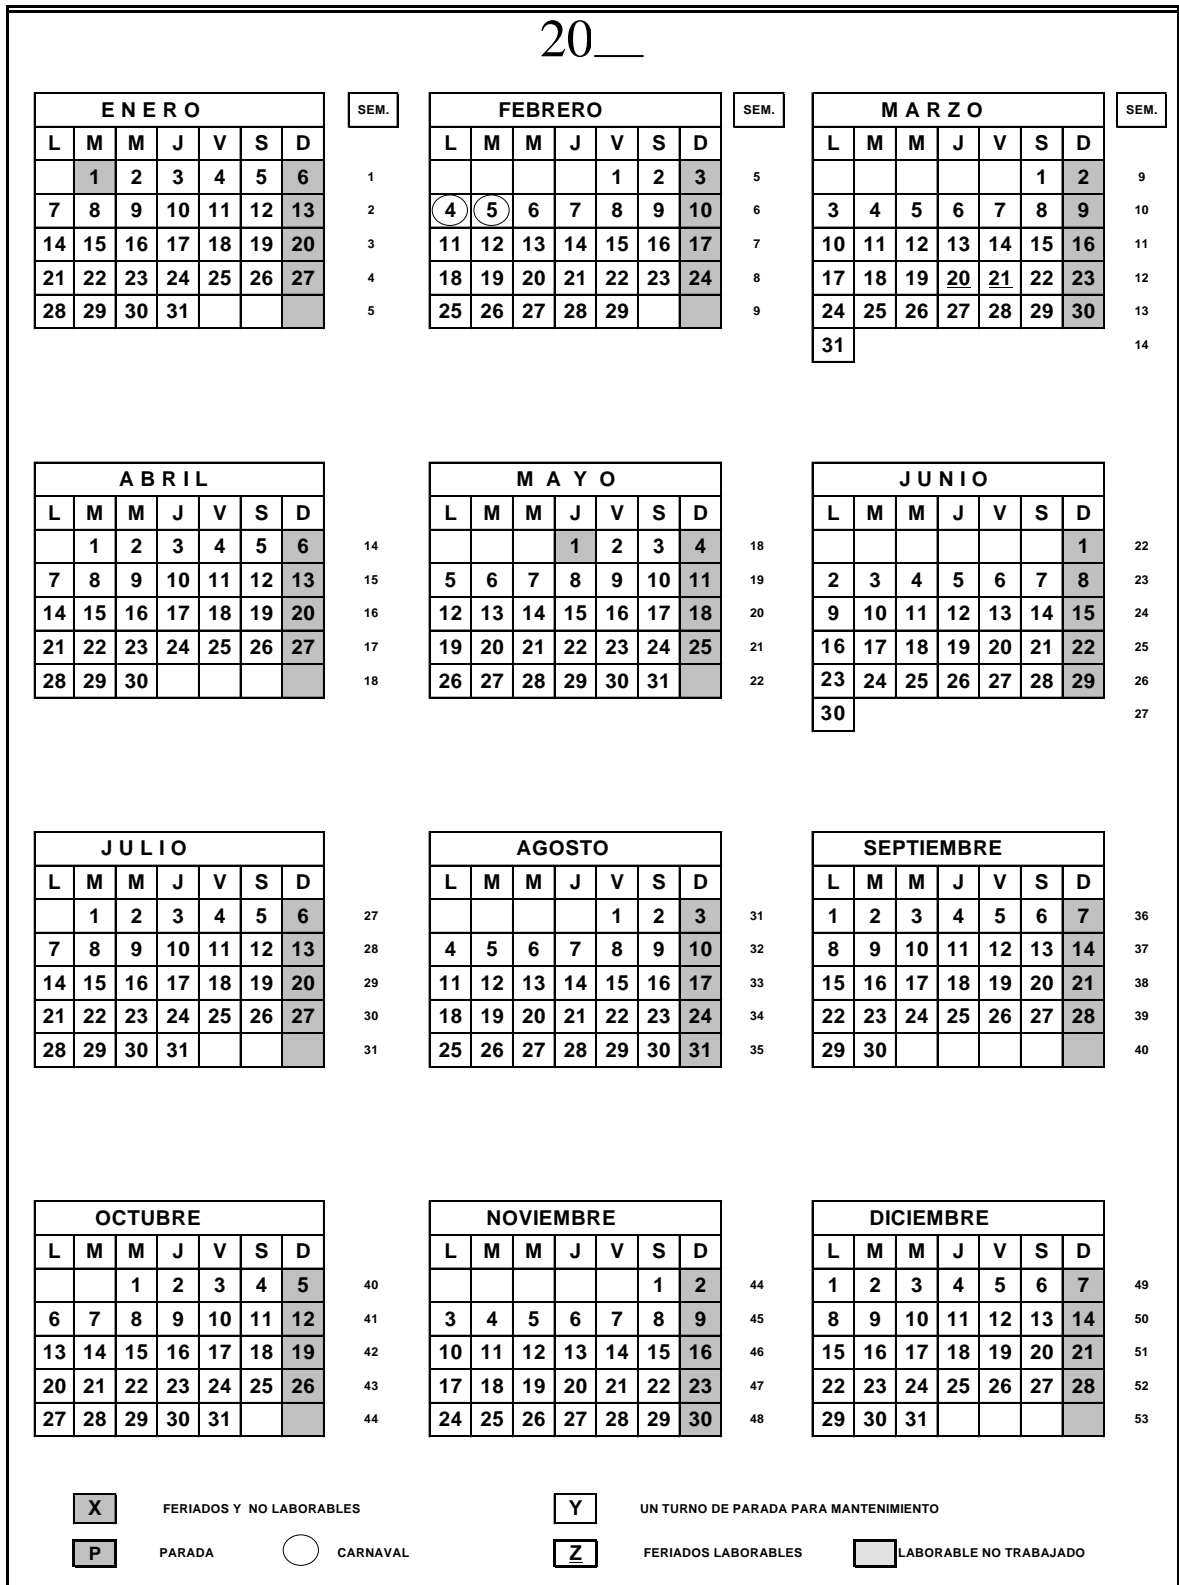 20__
E N E R O SEM. FEBRERO SEM. M A R Z O SEM.
L M M J V S D L M M J V S D L M M J V S D
1 2 3 4 5 6 1 1 2 3 5 1 2 9
7 8 9 10 11 12 13 2 4 5 6 7 8 9 10 6 3 4 5 6 7 8 9 10
14 15 16 17 18 19 20 3 11 12 13 14 15 16 17 7 10 11 12 13 14 15 16 11
21 22 23 24 25 26 27 4 18 19 20 21 22 23 24 8 17 18 19 20 21 22 23 12
28 29 30 31 5 25 26 27 28 29 9 24 25 26 27 28 29 30 13
31 14
A B R I L M A Y O J U N I O
L M M J V S D L M M J V S D L M M J V S D
1 2 3 4 5 6 14 1 2 3 4 18 1 22
7 8 9 10 11 12 13 15 5 6 7 8 9 10 11 19 2 3 4 5 6 7 8 23
14 15 16 17 18 19 20 16 12 13 14 15 16 17 18 20 9 10 11 12 13 14 15 24
21 22 23 24 25 26 27 17 19 20 21 22 23 24 25 21 16 17 18 19 20 21 22 25
28 29 30 18 26 27 28 29 30 31 22 23 24 25 26 27 28 29 26
30 27
J U L I O AGOSTO SEPTIEMBRE
L M M J V S D L M M J V S D L M M J V S D
1 2 3 4 5 6 27 1 2 3 31 1 2 3 4 5 6 7 36
7 8 9 10 11 12 13 28 4 5 6 7 8 9 10 32 8 9 10 11 12 13 14 37
14 15 16 17 18 19 20 29 11 12 13 14 15 16 17 33 15 16 17 18 19 20 21 38
21 22 23 24 25 26 27 30 18 19 20 21 22 23 24 34 22 23 24 25 26 27 28 39
28 29 30 31 31 25 26 27 28 29 30 31 35 29 30 40
OCTUBRE NOVIEMBRE DICIEMBRE
L M M J V S D L M M J V S D L M M J V S D
1 2 3 4 5 40 1 2 44 1 2 3 4 5 6 7 49
6 7 8 9 10 11 12 41 3 4 5 6 7 8 9 45 8 9 10 11 12 13 14 50
13 14 15 16 17 18 19 42 10 11 12 13 14 15 16 46 15 16 17 18 19 20 21 51
20 21 22 23 24 25 26 43 17 18 19 20 21 22 23 47 22 23 24 25 26 27 28 52
27 28 29 30 31 44 24 25 26 27 28 29 30 48 29 30 31 53
X FERIADOS Y NO LABORABLES Y UN TURNO DE PARADA PARA MANTENIMIENTO
P PARADA CARNAVAL Z FERIADOS LABORABLES LABORABLE NO TRABAJADO